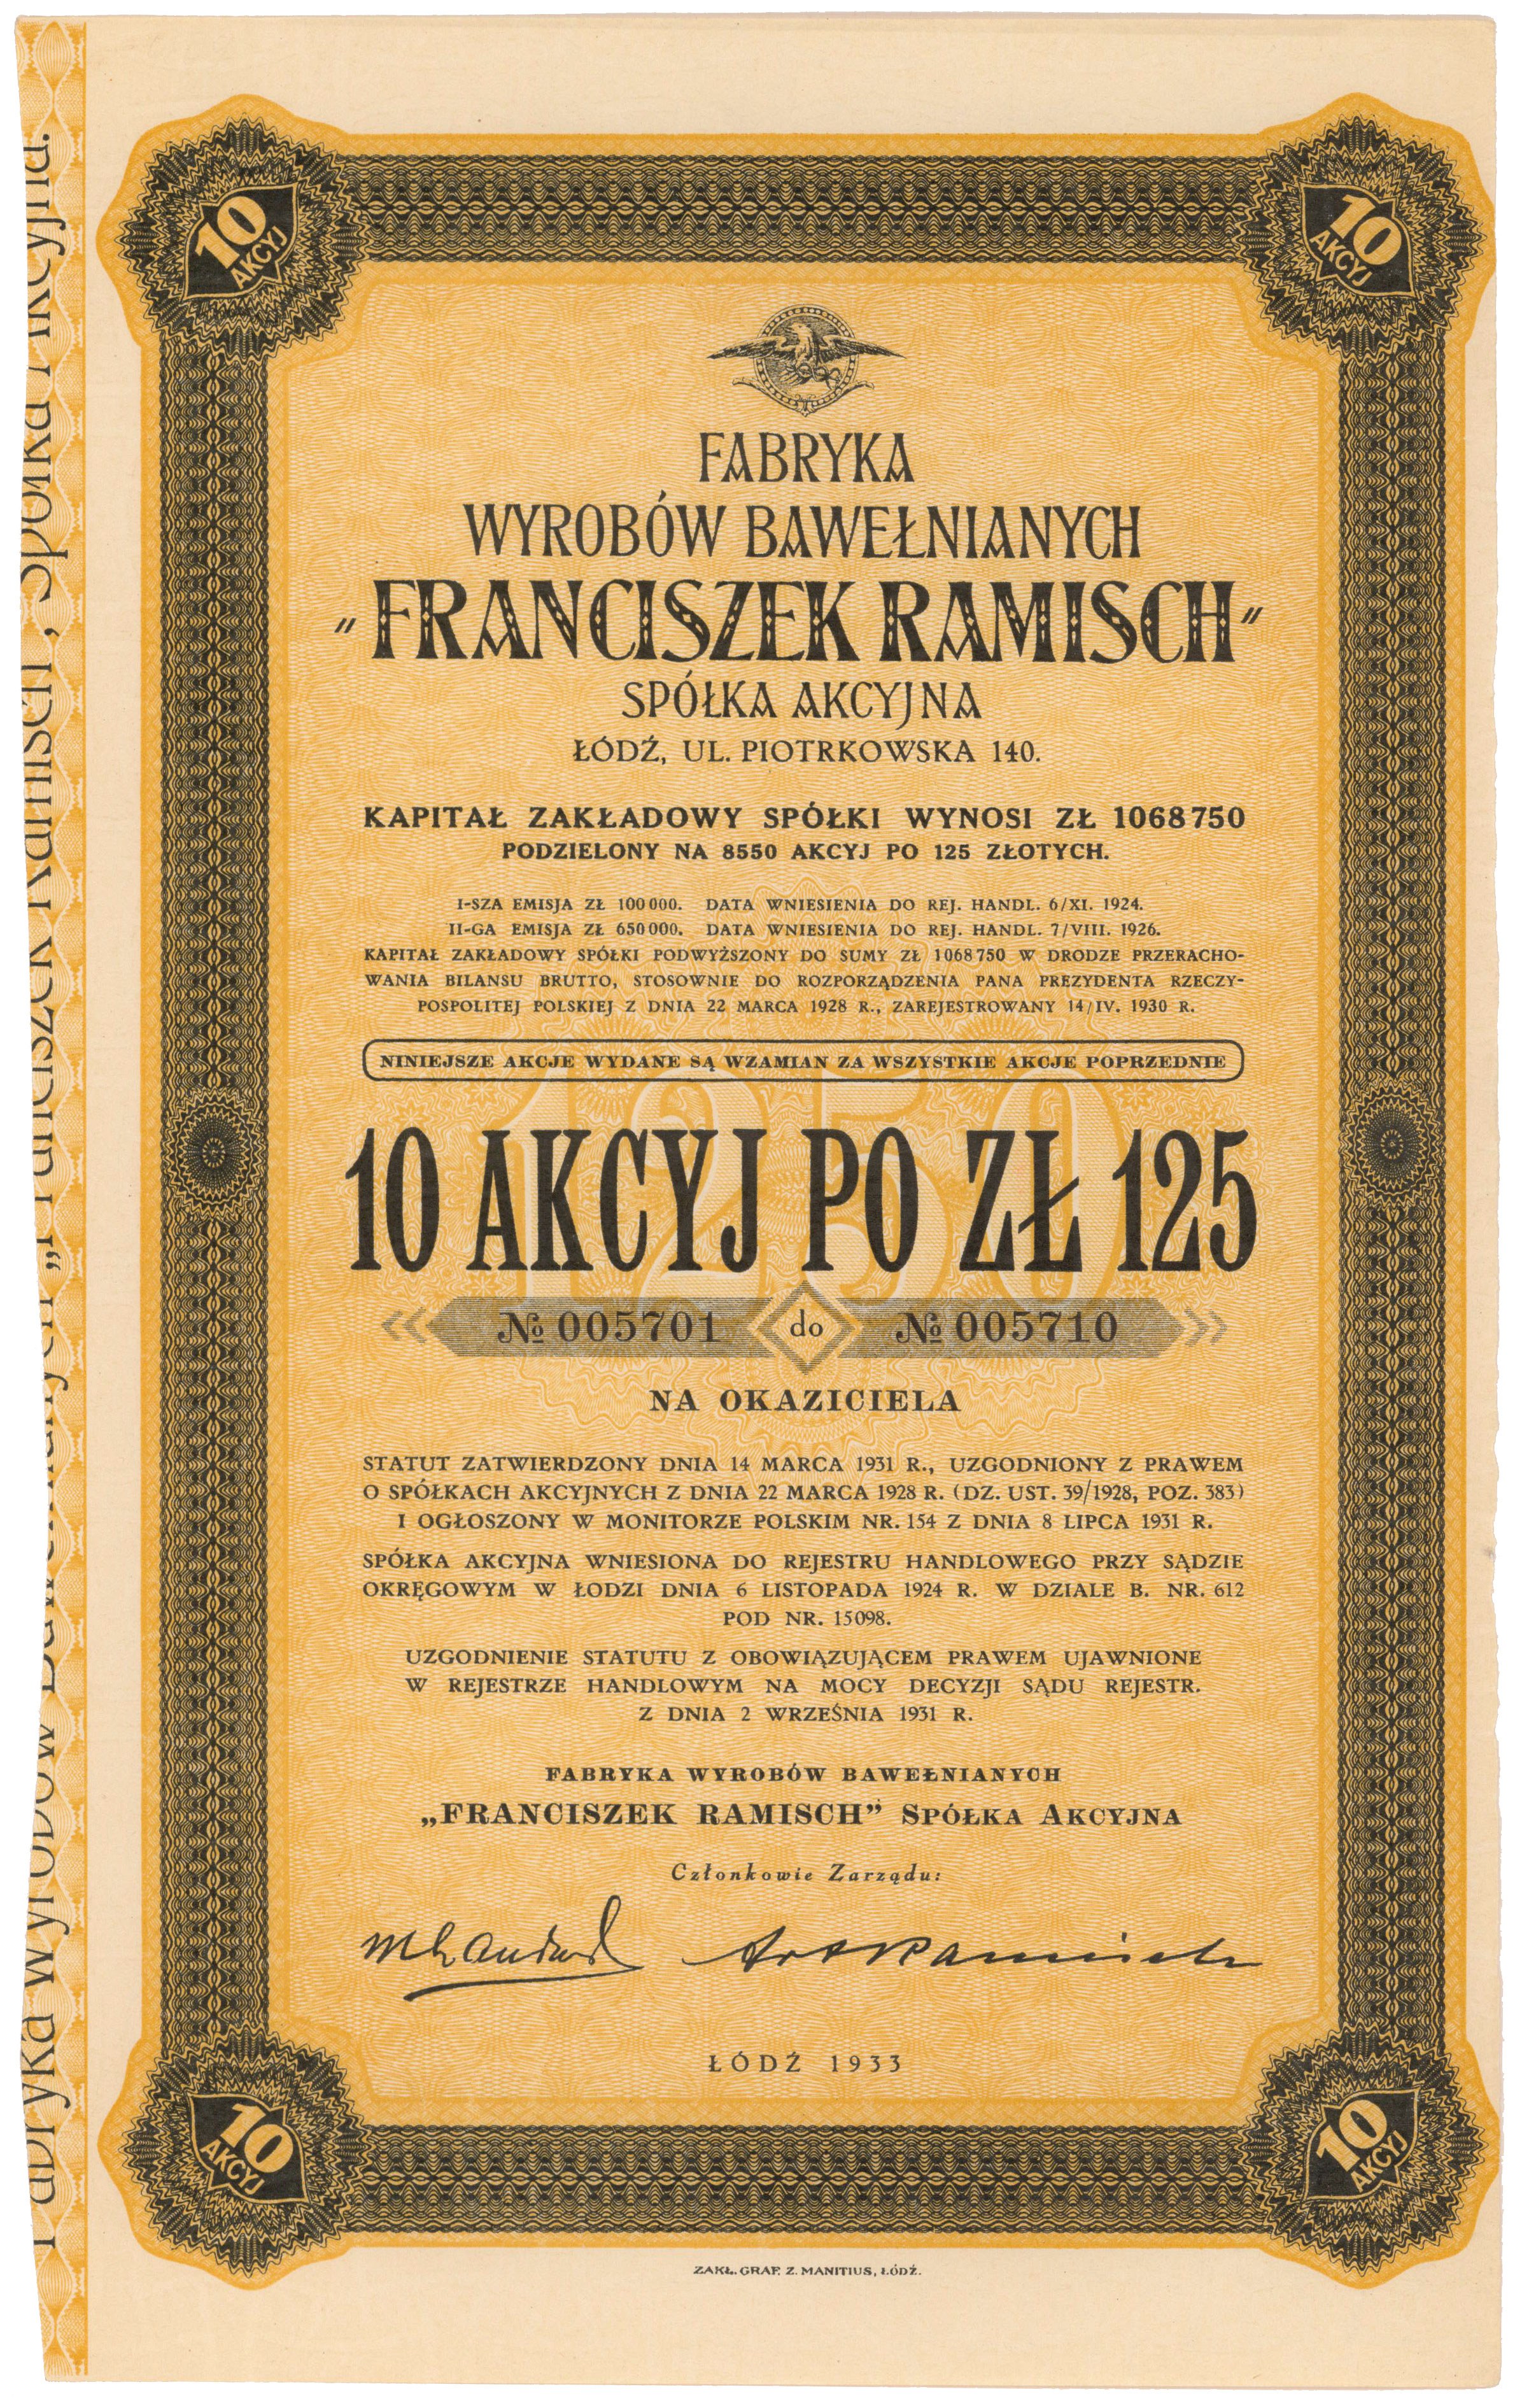 10
AKCYJ
10
AKCYJ
FABRYKA
WYROBÓW BAWEŁNIANYCH
"FRANCISZEK RAMISCH"
SPÓŁKA AKCYJNA
ŁÓDŹ, UL. PIOTRKOWSKA 140.
KAPITAŁ ZAKŁADOWY SPÓŁKI WYNOSI ZŁ 1068750
PODZIELONY NA 8550 AKCYJ PO 125 ZŁOTYCH.
I-SZA EMISJA ZŁ 100000. DATA WNIESIENIA DO REJ. HANDL. 6/XI. 1924.
II-GA EMISJA ZŁ 650000. DATA WNIESIENIA DO REJ. HANDL. 7/VIII. 1926.
KAPITAŁ ZAKŁADOWY SPÓŁKI PODWYŻSZONY DO SUMY ZŁ 1068750 W DRODZE PRZERACHO-
WANIA BILANSU BRUTTO, STOSOWNIE DO ROZPORZĄDZENIA PANA PREZYDENTA RZECZY-
POSPOLITEJ POLSKIEJ Z DNIA 22 MARCA 1928 R., ZAREJESTROWANY 14/IV. 1930 R.
NINIEJSZE AKCJE WYDANE SĄ WZAMIAN ZA WSZYSTKIE AKCJE POPRZEDNIE
1250
10 AKCYJ PO ZŁ 125
№ 005701 do № 005710
NA OKAZICIELA
STATUT ZATWIERDZONY DNIA 14 MARCA 1931 R., UZGODNIONY Z PRAWEM
O SPÓŁKACH AKCYJNYCH Z DNIA 22 MARCA 1928 R. (DZ. UST. 39/1928, POZ. 383)
I OGŁOSZONY W MONITORZE POLSKIM NR. 154 Z DNIA 8 LIPCA 1931 R.
SPÓŁKA AKCYJNA WNIESIONA DO REJESTRU HANDLOWEGO PRZY SĄDZIE
OKRĘGOWYM W ŁODZI DNIA 6 LISTOPADA 1924 R. W DZIALE B. NR. 612
POD NR. 15098.
UZGODNIENIE STATUTU Z OBOWIĄZUJĄCEM PRAWEM UJAWNIONE
W REJESTRZE HANDLOWYM NA MOCY DECYZJI SĄDU REJESTR.
Z DNIA 2 WRZEŚNIA 1931 R.
FABRYKA WYROBÓW BAWEŁNIANYCH
„FRANCISZEK RAMISCH" SPÓŁKA AKCYJNA
Członkowie Zarządu:
Ramisch
ŁÓDŹ 1933
10
AKCYJ
10
AKCYJ
ZAKŁ. GRAF. Z. MANITIUS, ŁÓDŹ.
Fabryka Wyrobów Bawełnianych „Franciszek Ramisch", Spółka Akcyjna.